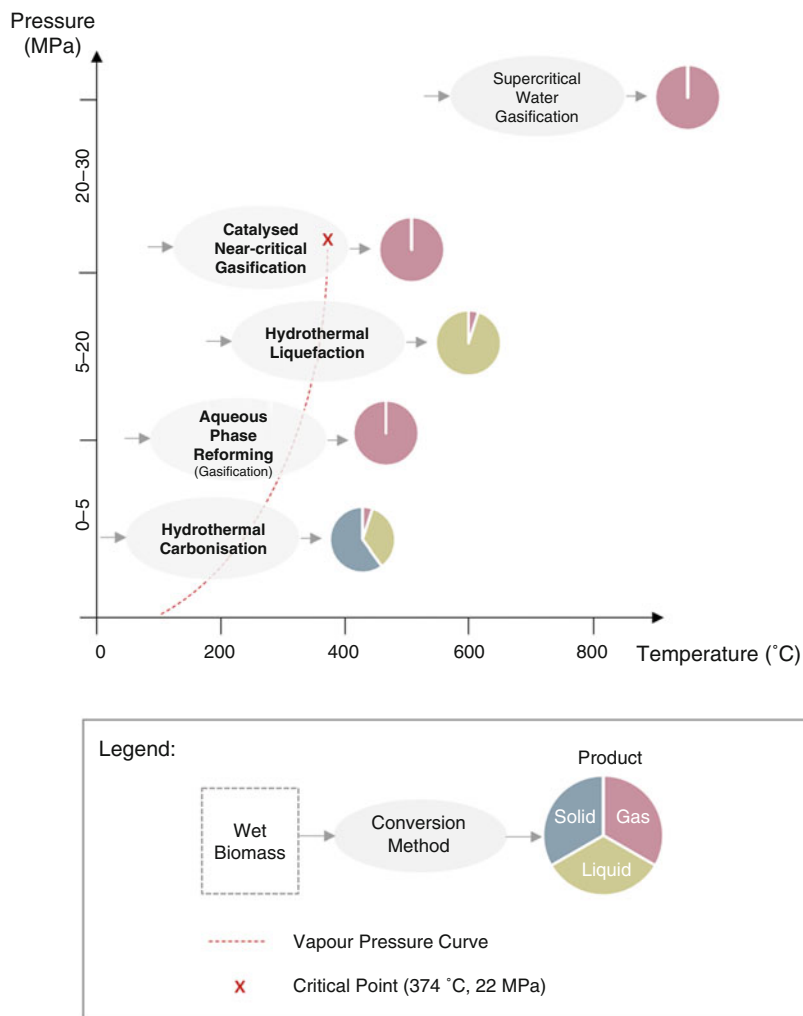 Pressure
(MPa)
Supercritical
Water
Gasification
20–30
Catalysed
Near-critical
Gasification
X
5–20
Hydrothermal
Liquefaction
Aqueous
Phase
Reforming
(Gasification)
0–5
Hydrothermal
Carbonisation
0 200 400 600 800 Temperature (˚C)
Legend:
Product
Wet
Biomass
Conversion
Method
Solid Gas
Liquid
Vapour Pressure Curve
X Critical Point (374 ˚C, 22 MPa)